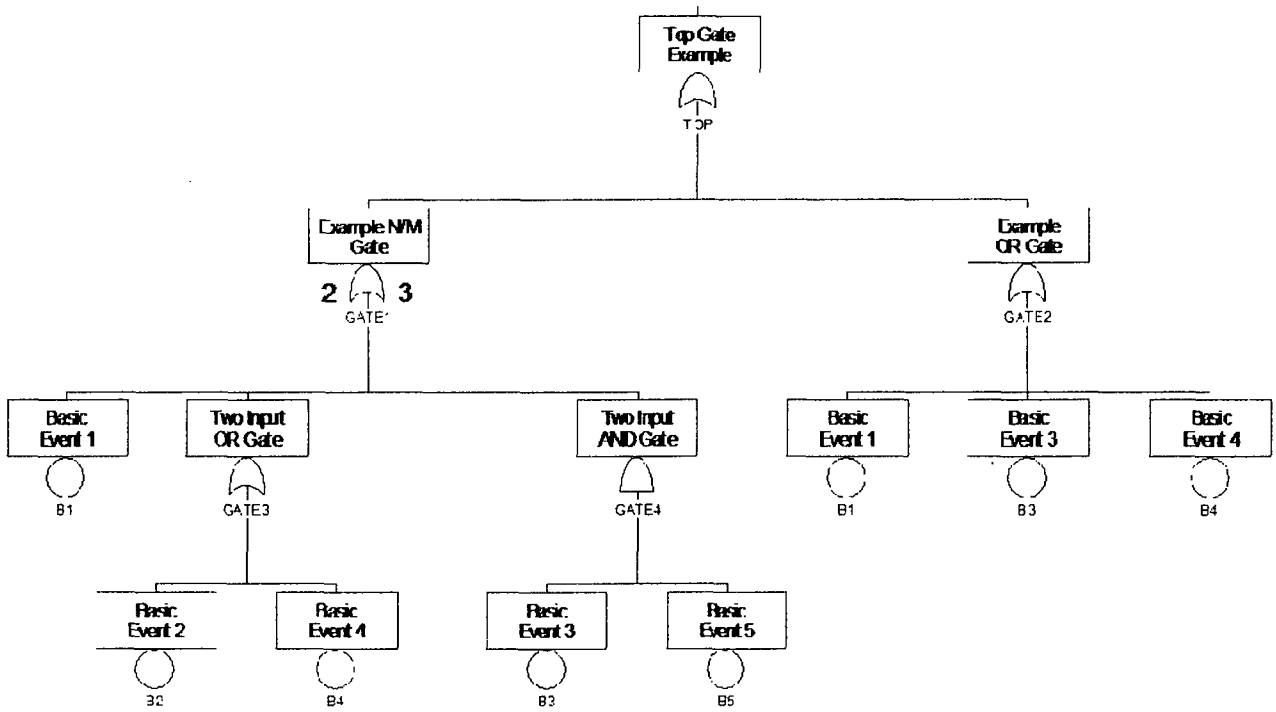 Top Gate
Example
TOP
Example N/M
Gate
2 3
GATE1
Example
OR Gate
GATE2
Basic
Event 1
B1
Two Input
OR Gate
GATE3
Two Input
AND Gate
GATE4
Basic
Event 1
B1
Basic
Event 3
B3
Basic
Event 4
B4
Basic
Event 2
B2
Basic
Event 4
B4
Basic
Event 3
B3
Basic
Event 5
B5